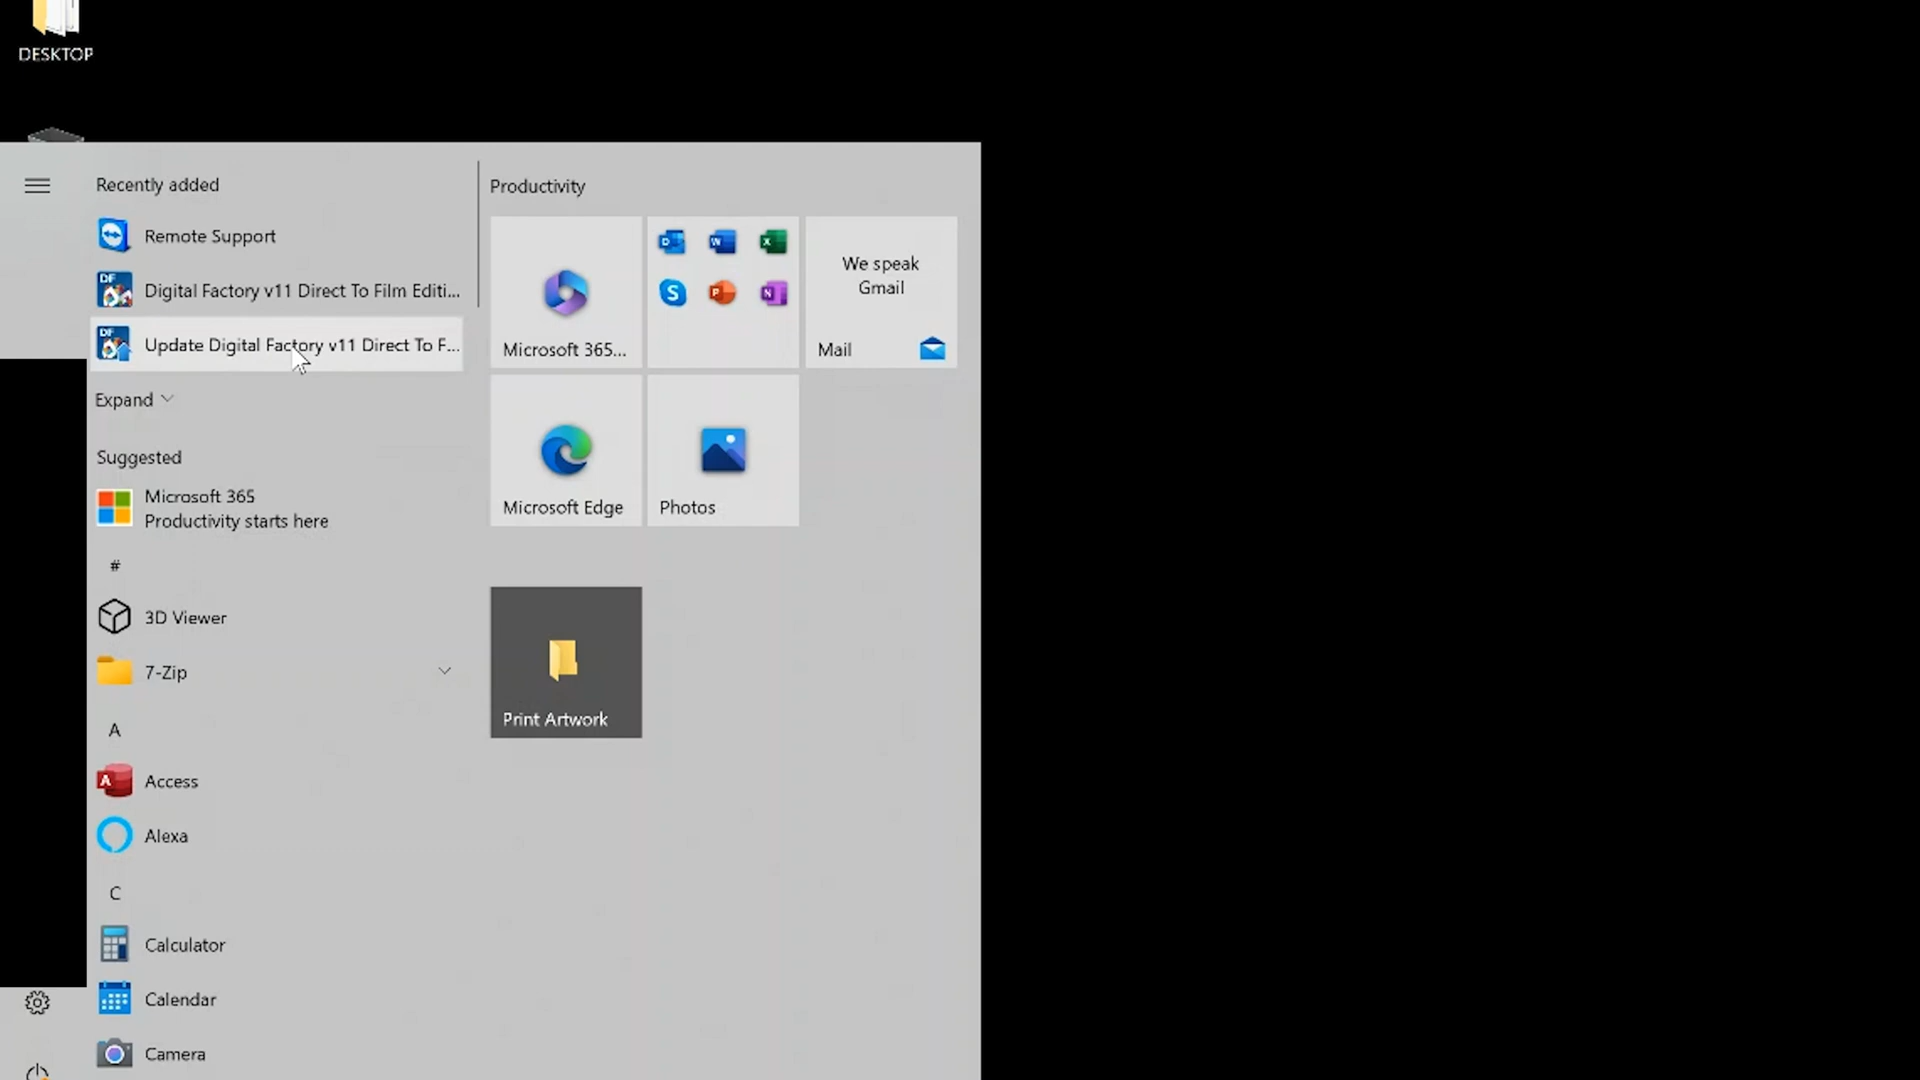 DESKTOP
Recently added
Remote Support
DF
Digital Factory v11 Direct To Film Editi...
DF
Update Digital Factory v11 Direct To F...
Expand
Suggested
Microsoft 365
Productivity starts here
#
3D Viewer
7-Zip
A
A
Access
Alexa
C
Calculator
Calendar
Camera
Productivity
Microsoft 365...
D
W
X
S
P
N
We speak
Gmail
Mail
Microsoft Edge
Photos
Print Artwork